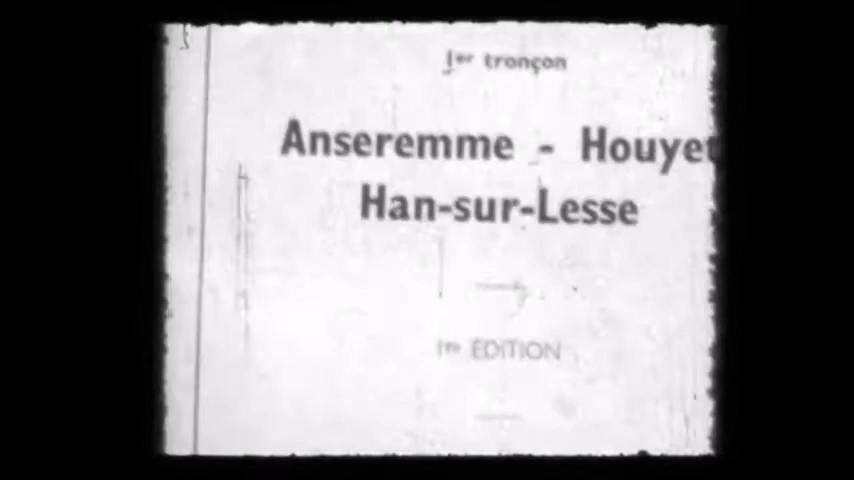 1er tronçon
Anseremme - Houyet
Han-sur-Lesse
1re ÉDITION